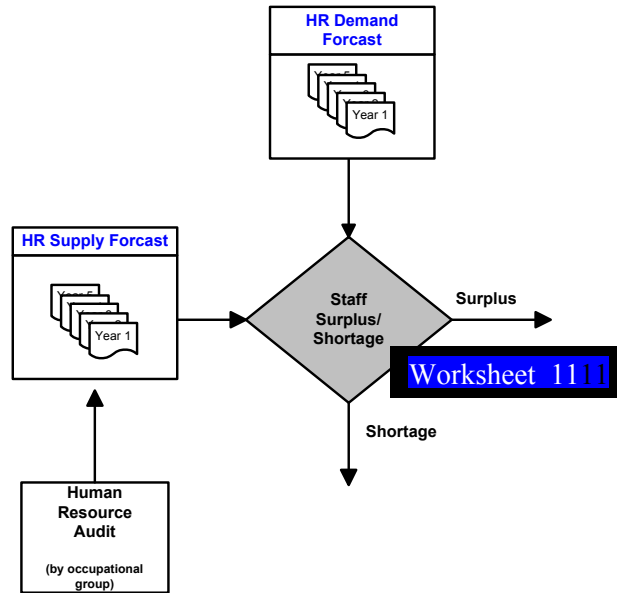 HR Demand
Forcast
Year 1
HR Supply Forcast
Year 1
Staff
Surplus/
Shortage
Surplus
Worksheet 1111
Shortage
Human
Resource
Audit
(by occupational
group)